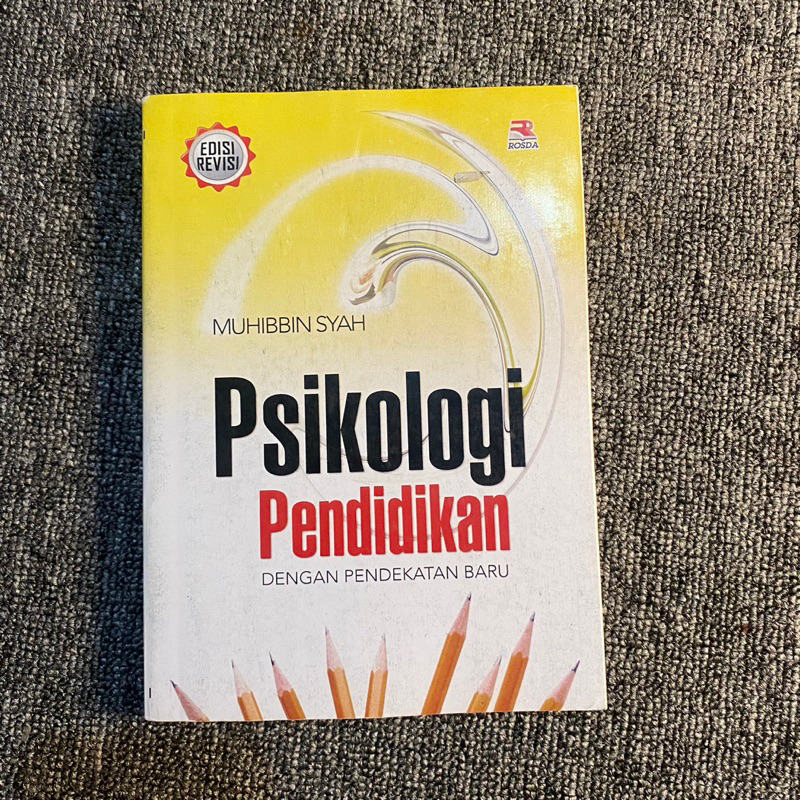 EDISI
REVISI
R
ROSDA
MUHIBBIN SYAH
Psikologi
Pendidikan
DENGAN PENDEKATAN BARU